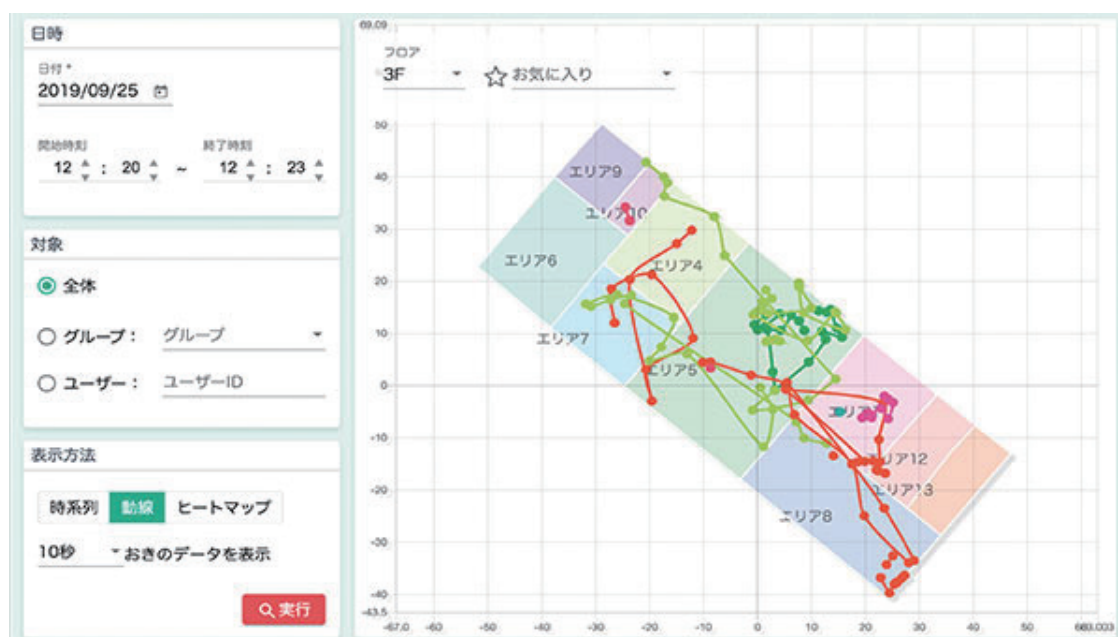 日時
日付*
2019/09/25
開始時刻
終了時刻
12 : 20 ~ 12 : 23
対象
全体
グループ： グループ
ユーザー： ユーザーID
表示方法
時系列 動線 ヒートマップ
10秒 おきのデータを表示
実行
69.09
フロア
3F
お気に入り
50
40
30
20
10
0
-10
-20
-30
-40
-43.5
エリア9
エリア10
エリア6
エリア4
エリア7
エリア5
エリア12
エリア13
エリア8
-67.0 -60 -50 -40 -30 -20 -10 0 10 20 30 40 50